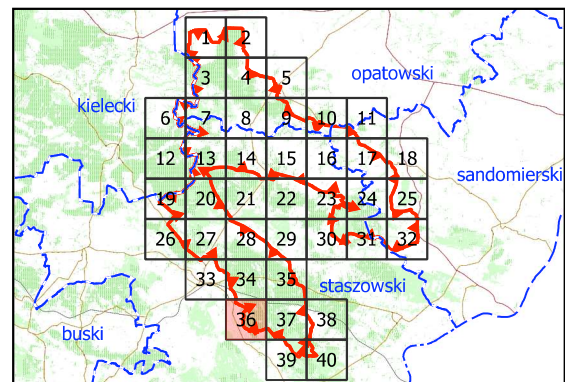 1 2
3 4 5
opatowski
kielecki
6 7 8 9 10 11
12 13 14 15 16 17 18
sandomierski
19 20 21 22 23 24 25
26 27 28 29 30 31 32
33 34 35
staszowski
36 37 38
buski
39 40